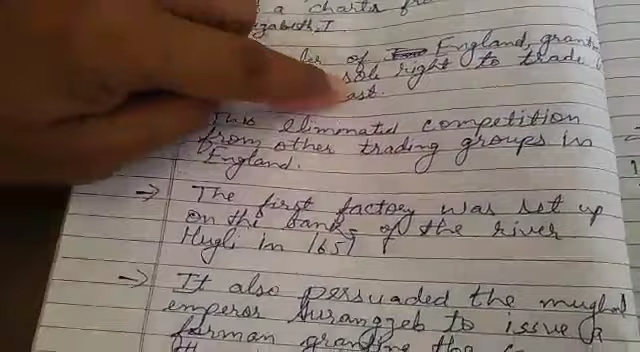 a charter
Elizabeth I
of England, grant
sole right to trade
East.
This eliminated competition
from other trading groups in
England.
→ The first factory was set up
on the banks of the river
Hugli in 1651
→ It also persuaded the mughal
emperor Aurangzeb to issue a
farman granting the